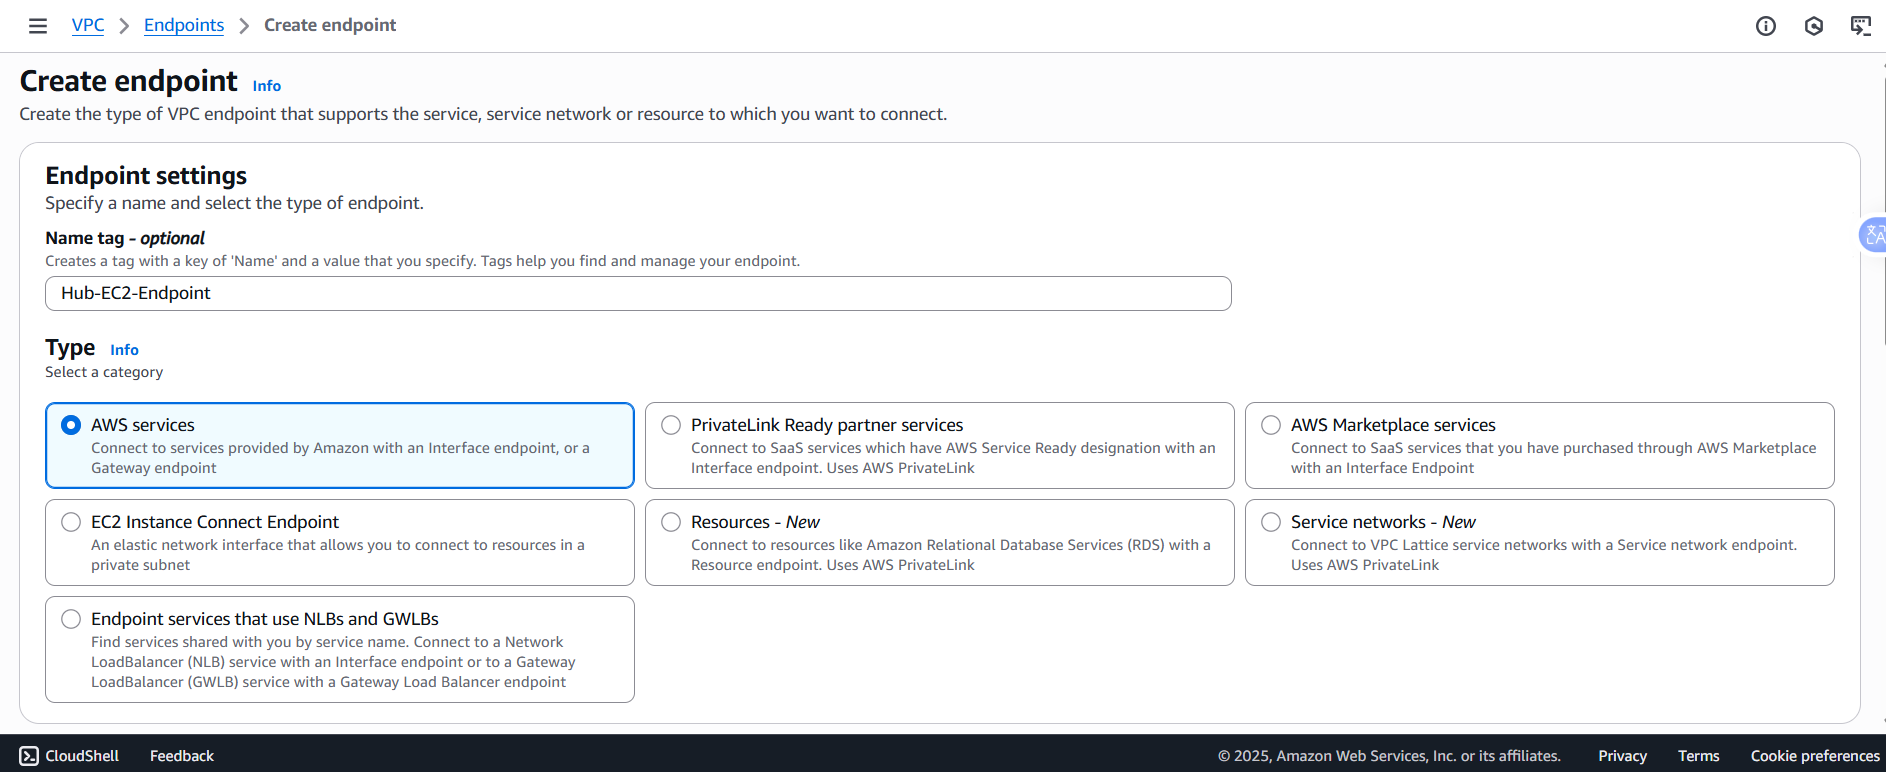 VPC > Endpoints > Create endpoint
Create endpoint Info
Create the type of VPC endpoint that supports the service, service network or resource to which you want to connect.
Endpoint settings
Specify a name and select the type of endpoint.
Name tag - optional
Creates a tag with a key of 'Name' and a value that you specify. Tags help you find and manage your endpoint.
Hub-EC2-Endpoint
Type Info
Select a category
AWS services
Connect to services provided by Amazon with an Interface endpoint, or a
Gateway endpoint
PrivateLink Ready partner services
Connect to SaaS services which have AWS Service Ready designation with an
Interface endpoint. Uses AWS PrivateLink
AWS Marketplace services
Connect to SaaS services that you have purchased through AWS Marketplace
with an Interface Endpoint
EC2 Instance Connect Endpoint
An elastic network interface that allows you to connect to resources in a
private subnet
Resources - New
Connect to resources like Amazon Relational Database Services (RDS) with a
Resource endpoint. Uses AWS PrivateLink
Service networks - New
Connect to VPC Lattice service networks with a Service network endpoint.
Uses AWS PrivateLink
Endpoint services that use NLBs and GWLBs
Find services shared with you by service name. Connect to a Network
LoadBalancer (NLB) service with an Interface endpoint or to a Gateway
LoadBalancer (GWLB) service with a Gateway Load Balancer endpoint
CloudShell Feedback © 2025, Amazon Web Services, Inc. or its affiliates. Privacy Terms Cookie preferences